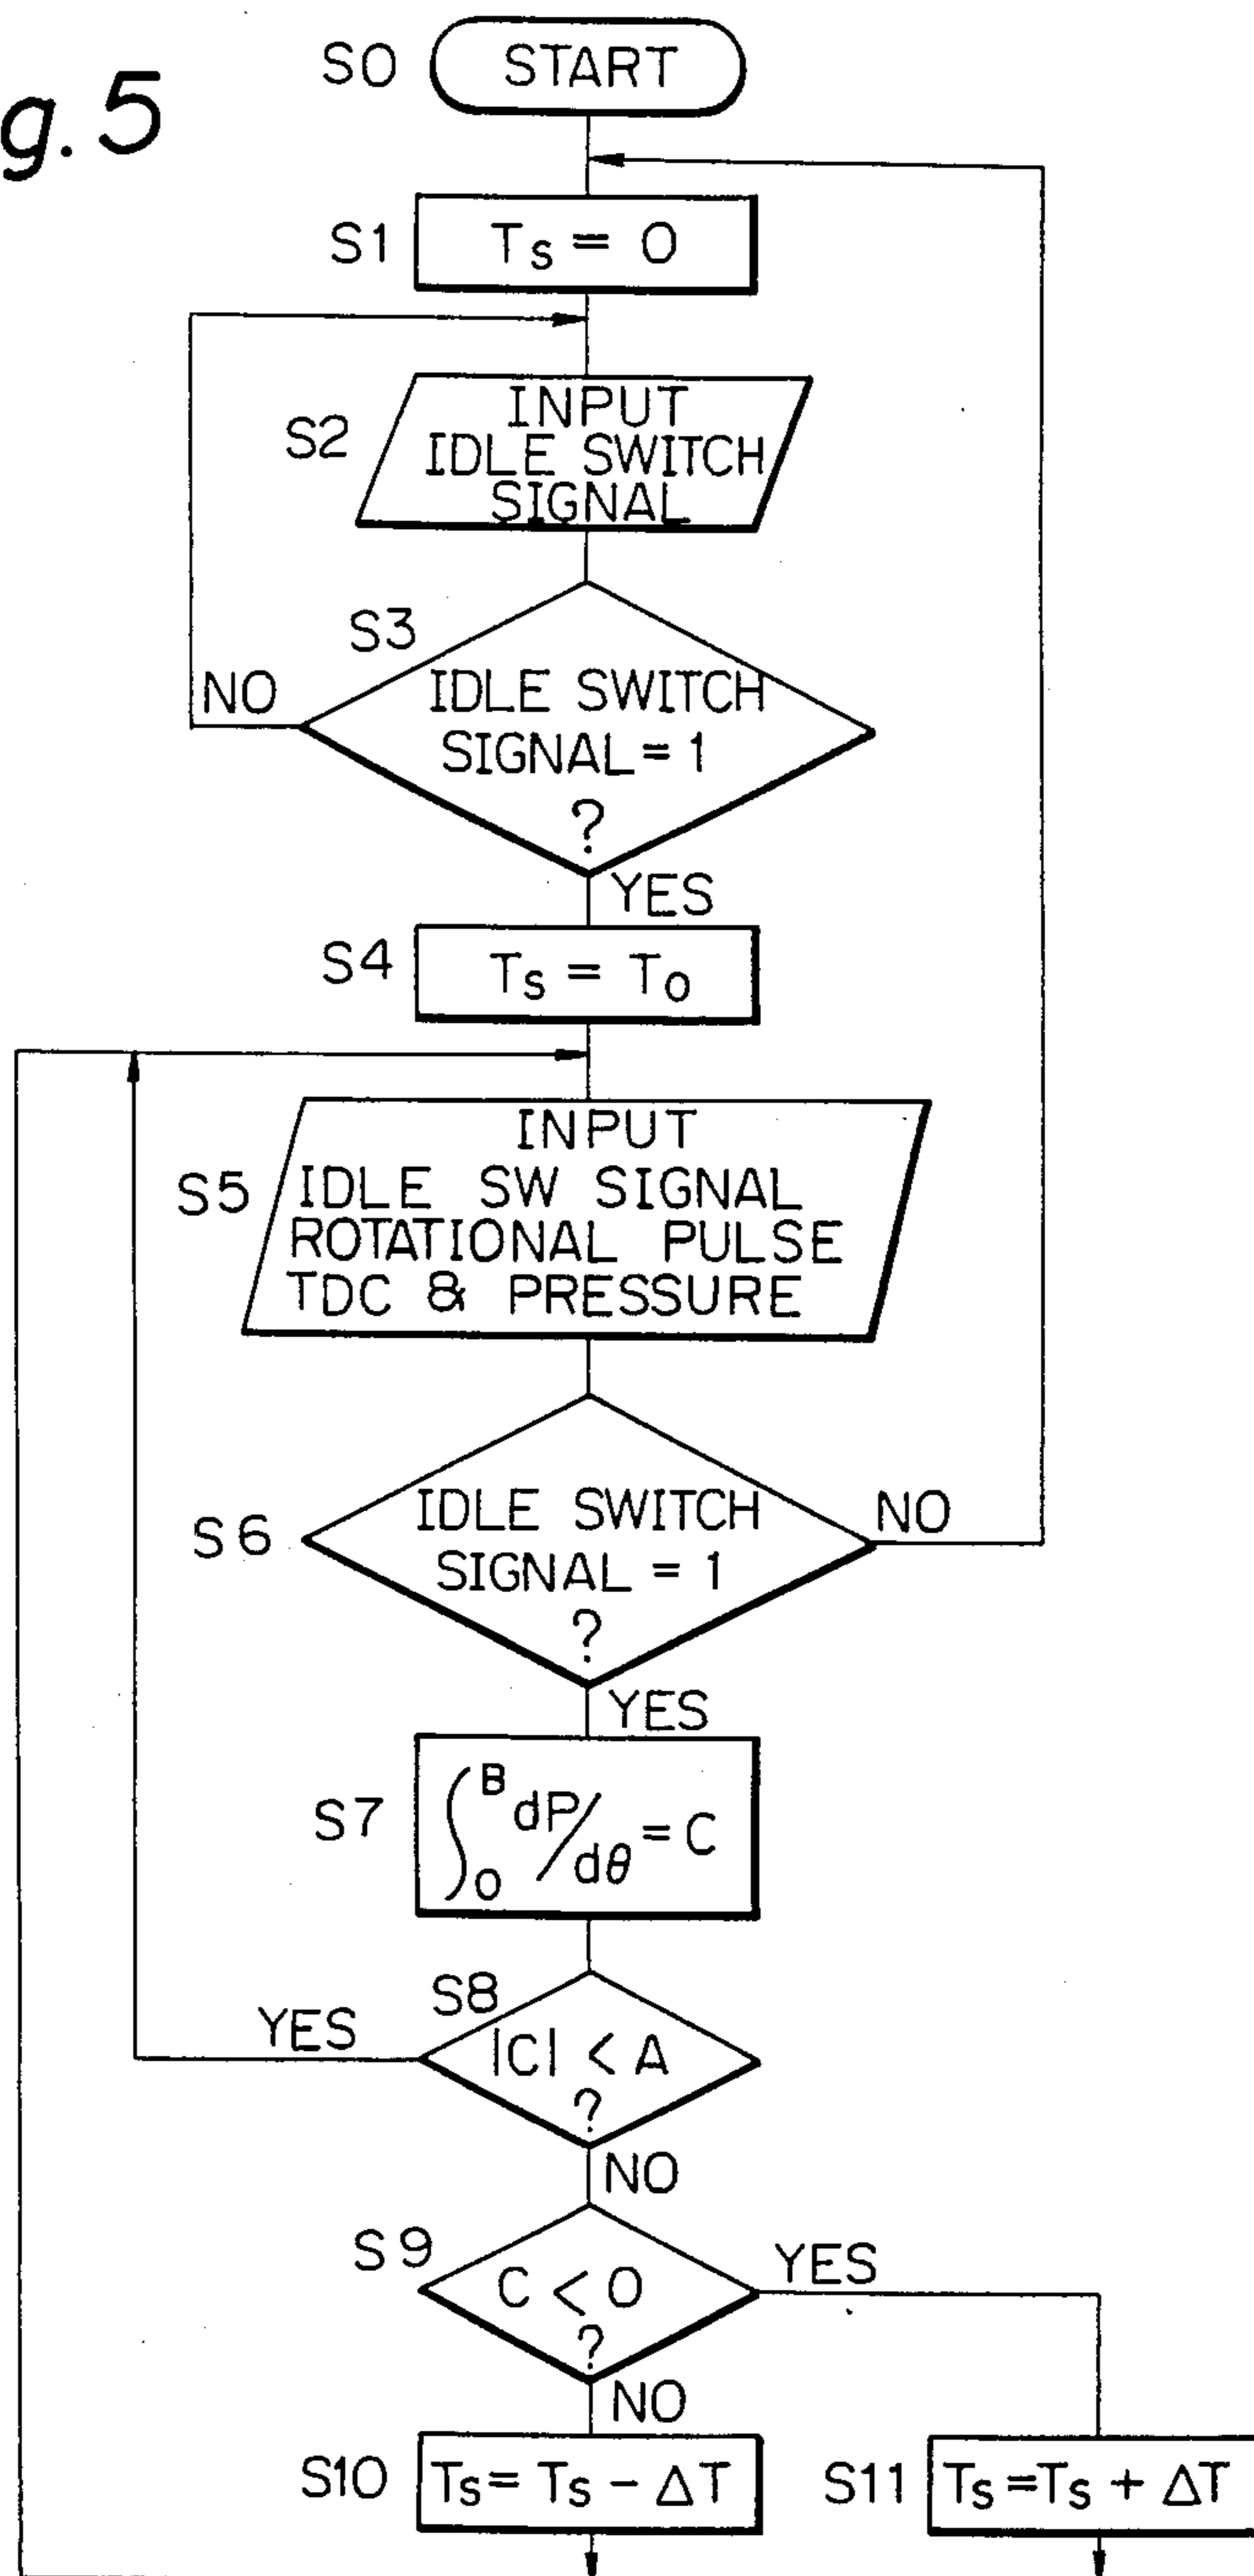 g. 5
S0 START
S1 Ts = 0
S2 INPUT
IDLE SWITCH
SIGNAL
S3
NO IDLE SWITCH
SIGNAL = 1
?
YES
S4 Ts = To
INPUT
S5 IDLE SW SIGNAL
ROTATIONAL PULSE
TDC & PRESSURE
S6 IDLE SWITCH NO
SIGNAL = 1
?
YES
S7 ∫0B dP/dθ = C
S8
YES |C| < A
?
NO
S9 C < 0 YES
?
NO
S10 Ts = Ts - ΔT S11 Ts = Ts + ΔT